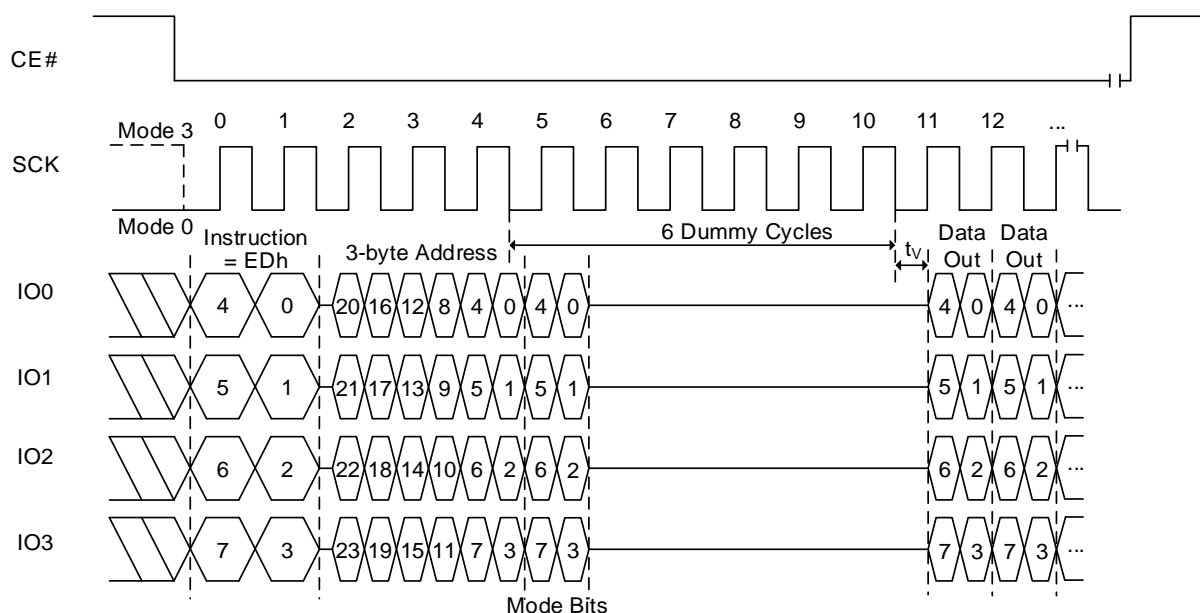 CE#
Mode 3
0 1 2 3 4 5 6 7 8 9 10 11 12 ...
SCK
Mode 0
Instruction
= EDh
3-byte Address
6 Dummy Cycles
tV
Data
Out
Data
Out
IO0
4 0 20 16 12 8 4 0 4 0 4 0 4 0 ...
IO1
5 1 21 17 13 9 5 1 5 1 5 1 5 1 ...
IO2
6 2 22 18 14 10 6 2 6 2 6 2 6 2 ...
IO3
7 3 23 19 15 11 7 3 7 3 7 3 7 3 ...
Mode Bits